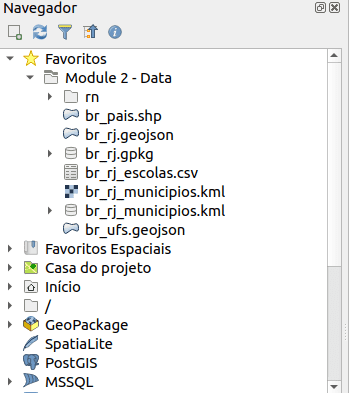 Navegador
Favoritos
Module 2 - Data
rn
br_pais.shp
br_rj.geojson
br_rj.gpkg
br_rj_escolas.csv
br_rj_municipios.kml
br_rj_municipios.kml
br_ufs.geojson
Favoritos Espaciais
Casa do projeto
Início
/
GeoPackage
SpatiaLite
PostGIS
MSSQL